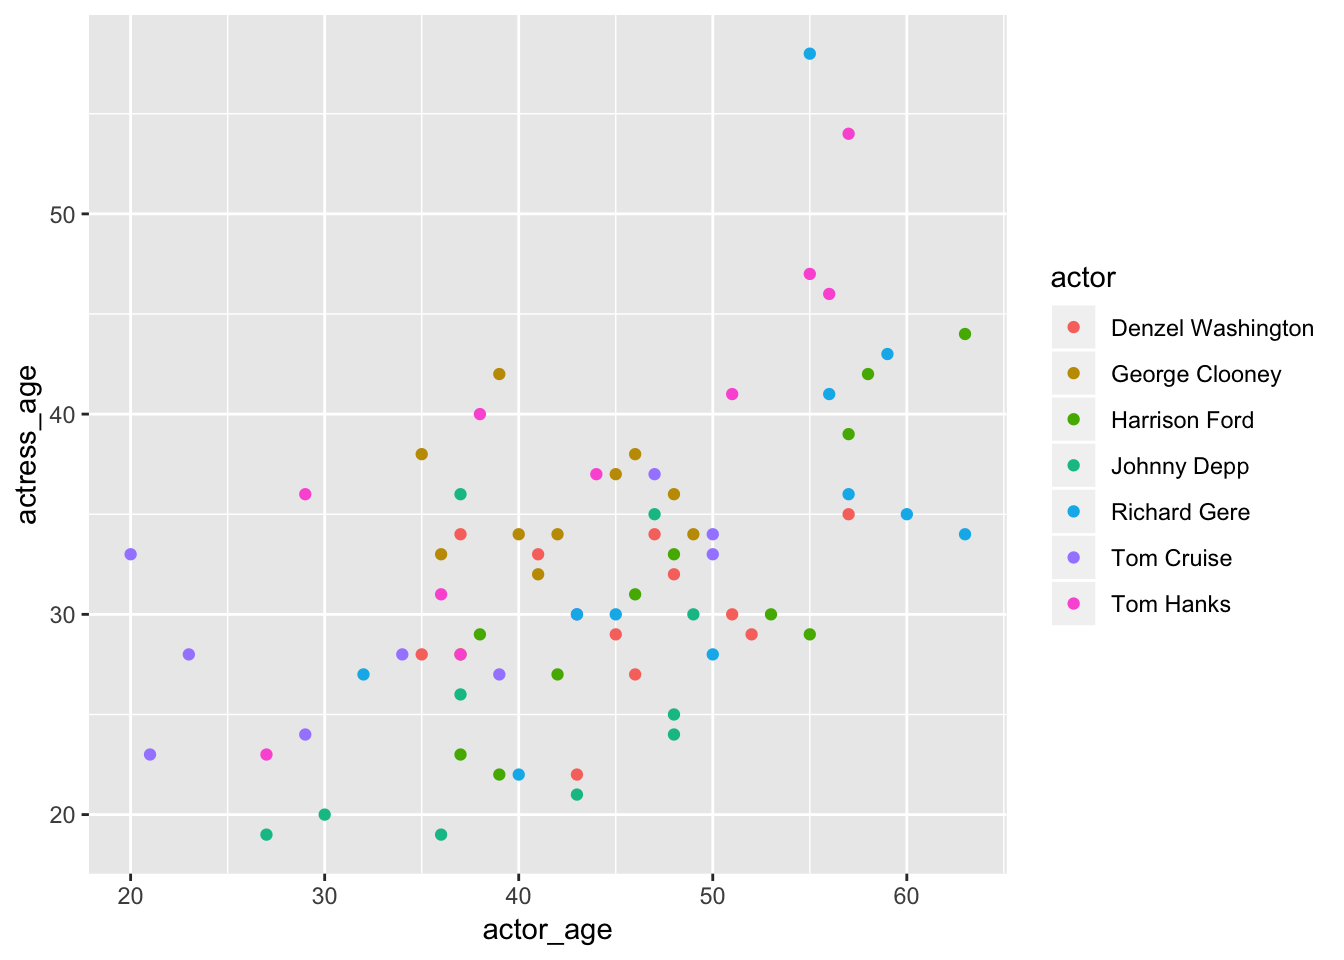 50
40
30
20
actress_age
20 30 40 50 60
actor_age
actor
Denzel Washington
George Clooney
Harrison Ford
Johnny Depp
Richard Gere
Tom Cruise
Tom Hanks